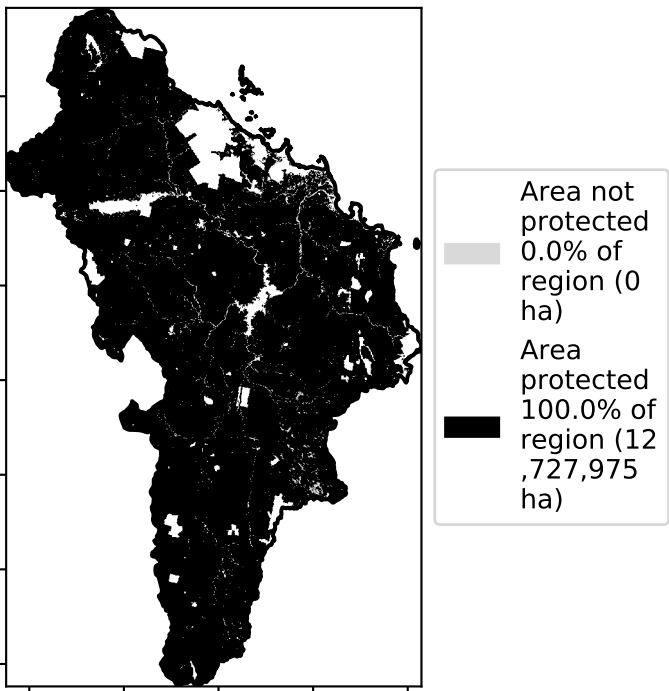 Area not
protected
0.0% of
region (0
ha)
Area
protected
100.0% of
region (12
,727,975
ha)